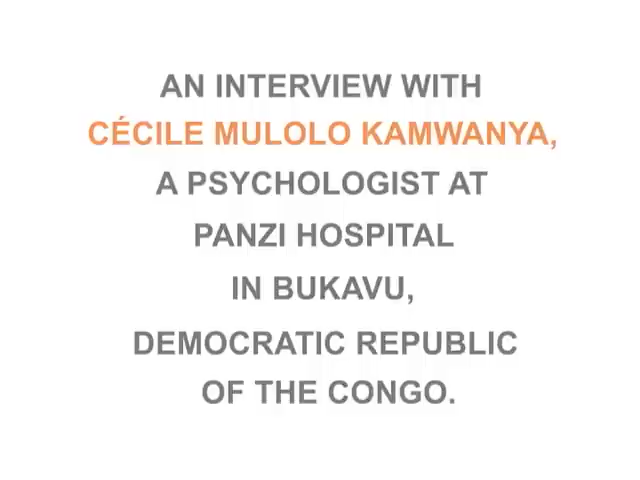 AN INTERVIEW WITH
CÉCILE MULOLO KAMWANYA,
A PSYCHOLOGIST AT
PANZI HOSPITAL
IN BUKAVU,
DEMOCRATIC REPUBLIC
OF THE CONGO.